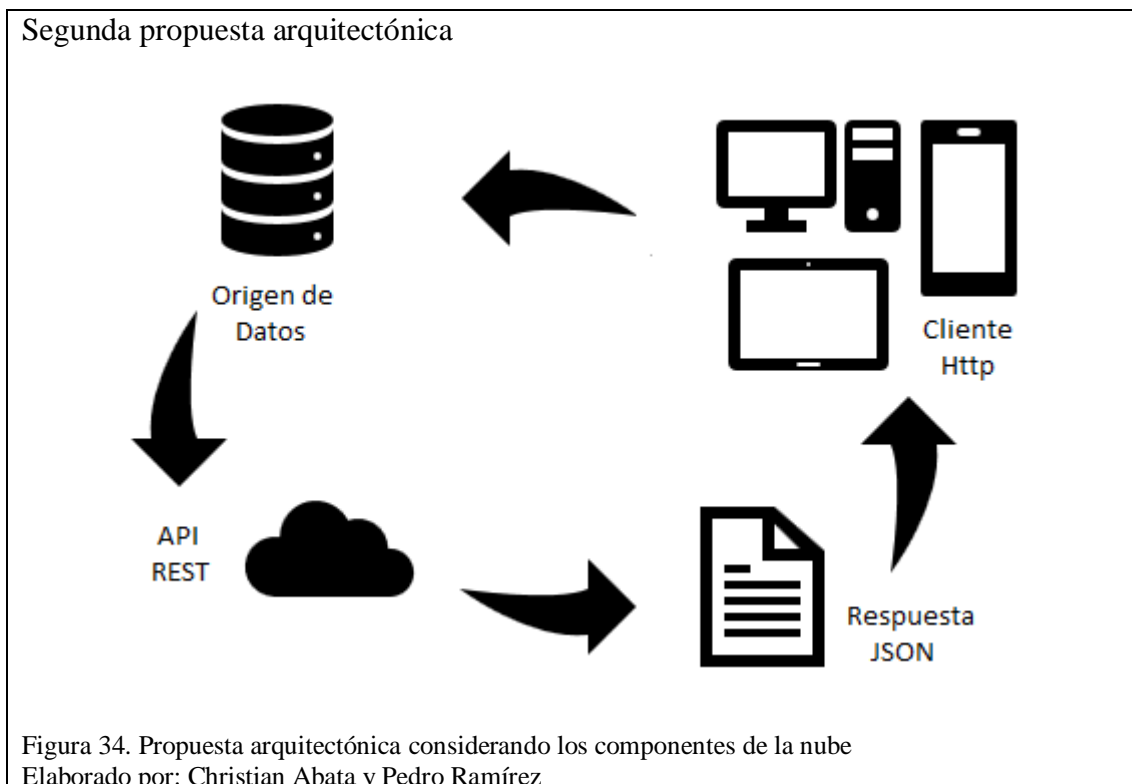 Segunda propuesta arquitectónica
Origen de
Datos
Cliente
Http
API
REST
Respuesta
JSON
Figura 34. Propuesta arquitectónica considerando los componentes de la nube
Elaborado por: Christian Abata y Pedro Ramírez